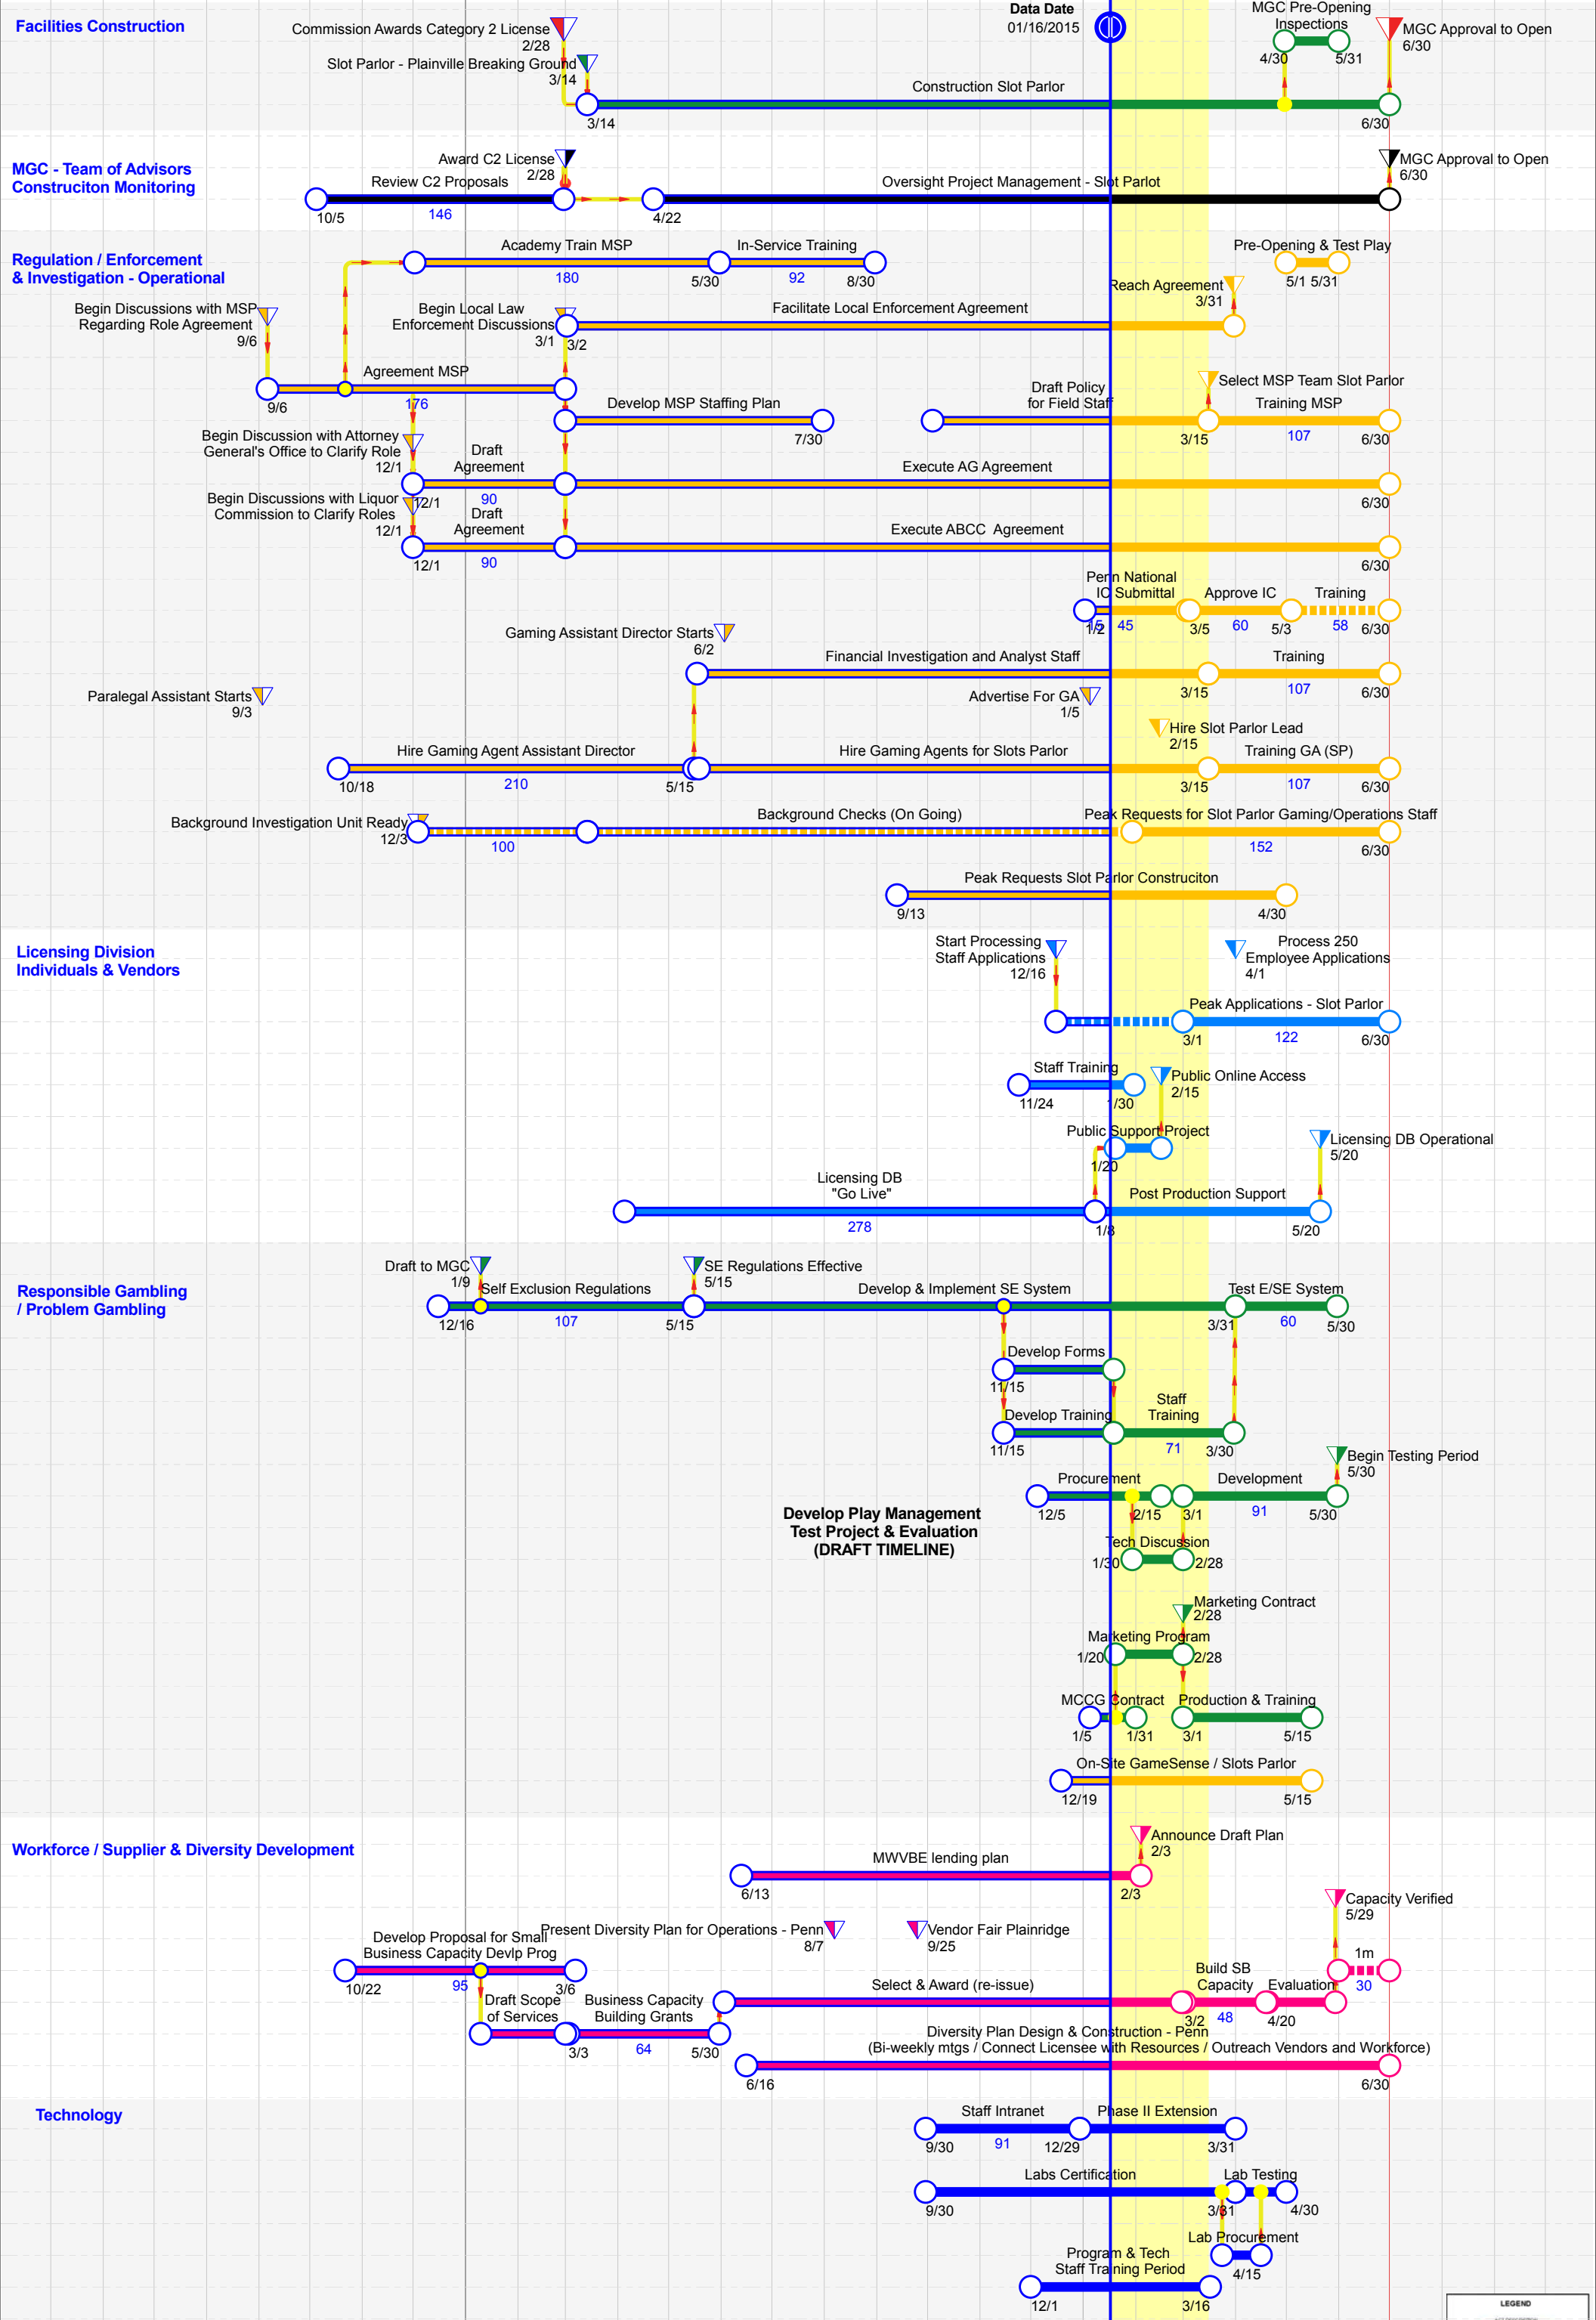 Facilities Construction
Commission Awards Category 2 License
2/28
Slot Parlor - Plainville Breaking Ground
3/14
Data Date
01/16/2015
MGC Pre-Opening
Inspections
4/30
5/31
MGC Approval to Open
6/30
Construction Slot Parlor
3/14
6/30
MGC - Team of Advisors
Construciton Monitoring
Award C2 License
2/28
Review C2 Proposals
10/5
146
4/22
Oversight Project Management - Slot Parlot
MGC Approval to Open
6/30
Regulation / Enforcement
& Investigation - Operational
Academy Train MSP
180
5/30
In-Service Training
92
8/30
Pre-Opening & Test Play
5/1
5/31
Begin Discussions with MSP
Regarding Role Agreement
9/6
Begin Local Law
Enforcement Discussions
3/1
3/2
Facilitate Local Enforcement Agreement
Reach Agreement
3/31
Agreement MSP
9/6
176
Develop MSP Staffing Plan
7/30
Draft Policy
for Field Staff
Select MSP Team Slot Parlor
3/15
Training MSP
107
6/30
Begin Discussion with Attorney
General's Office to Clarify Role
12/1
Draft
Agreement
12/1
90
Execute AG Agreement
6/30
Begin Discussions with Liquor
Commission to Clarify Roles
12/1
Draft
Agreement
12/1
90
Execute ABCC Agreement
6/30
Penn National
IC Submittal
1/2
15
45
3/5
Approve IC
60
5/3
Training
58
6/30
Gaming Assistant Director Starts
6/2
Financial Investigation and Analyst Staff
3/15
Training
107
6/30
Paralegal Assistant Starts
9/3
Advertise For GA
1/5
Hire Slot Parlor Lead
2/15
Hire Gaming Agent Assistant Director
10/18
210
5/15
Hire Gaming Agents for Slots Parlor
3/15
Training GA (SP)
107
6/30
Background Investigation Unit Ready
12/3
100
Background Checks (On Going)
Peak Requests for Slot Parlor Gaming/Operations Staff
152
6/30
Peak Requests Slot Parlor Construciton
9/13
4/30
Licensing Division
Individuals & Vendors
Start Processing
Staff Applications
12/16
Process 250
Employee Applications
4/1
Peak Applications - Slot Parlor
3/1
122
6/30
Staff Training
11/24
1/30
Public Online Access
2/15
Public Support Project
1/20
Licensing DB Operational
5/20
Licensing DB
"Go Live"
278
1/8
Post Production Support
5/20
Responsible Gambling
/ Problem Gambling
Draft to MGC
1/9
SE Regulations Effective
5/15
Self Exclusion Regulations
12/16
107
5/15
Develop & Implement SE System
3/31
Test E/SE System
60
5/30
Develop Forms
11/15
Develop Training
11/15
Staff
Training
71
3/30
Begin Testing Period
5/30
Procurement
12/5
2/15
3/1
Development
91
5/30
Develop Play Management
Test Project & Evaluation
(DRAFT TIMELINE)
Tech Discussion
1/30
2/28
Marketing Contract
2/28
Marketing Program
1/20
2/28
MCCG Contract
1/5
1/31
Production & Training
3/1
5/15
On-Site GameSense / Slots Parlor
12/19
5/15
Workforce / Supplier & Diversity Development
Announce Draft Plan
2/3
MWVBE lending plan
6/13
2/3
Capacity Verified
5/29
Present Diversity Plan for Operations - Penn
8/7
Vendor Fair Plainridge
9/25
Develop Proposal for Small
Business Capacity Devlp Prog
10/22
95
3/6
1m
30
Select & Award (re-issue)
3/2
Build SB
Capacity
48
Evaluation
4/20
Draft Scope
of Services
3/3
Business Capacity
Building Grants
64
5/30
Diversity Plan Design & Construction - Penn
(Bi-weekly mtgs / Connect Licensee with Resources / Outreach Vendors and Workforce)
6/16
6/30
Technology
Staff Intranet
9/30
91
12/29
Phase II Extension
3/31
Labs Certification
9/30
3/31
Lab Testing
4/30
Lab Procurement
4/15
Program & Tech
Staff Training Period
12/1
3/16
LEGEND